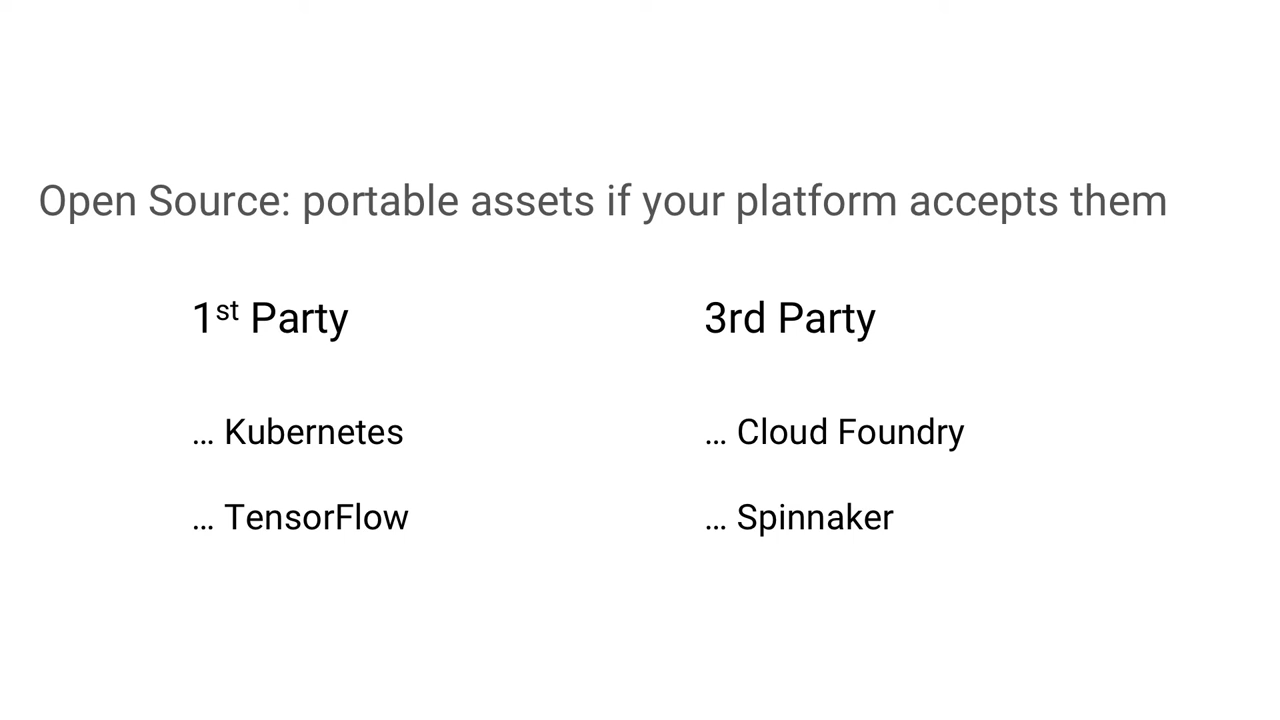 Open Source: portable assets if your platform accepts them
1st Party
3rd Party
… Kubernetes
… Cloud Foundry
… TensorFlow
… Spinnaker